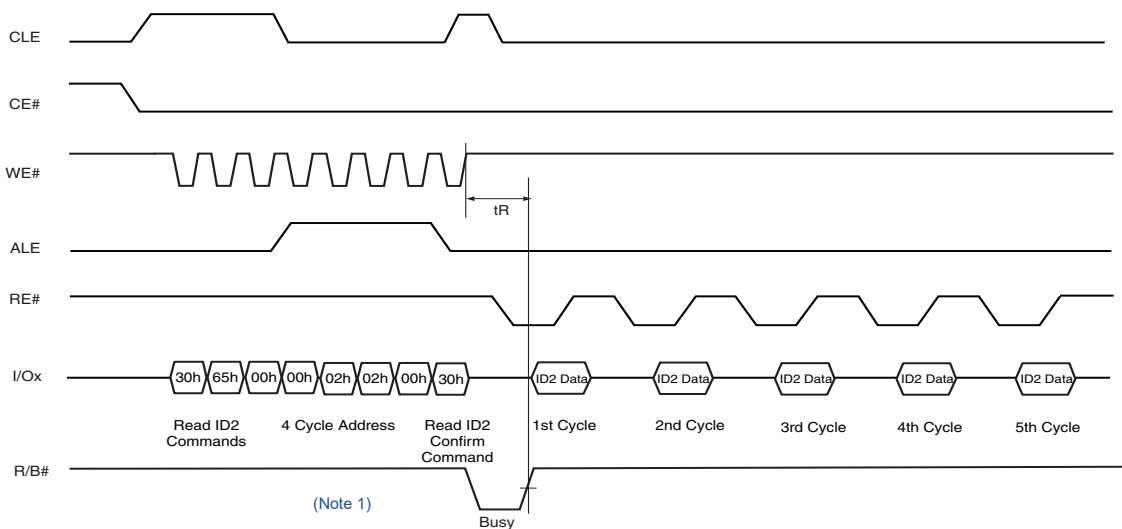 CLE
CE#
WE#
tR
ALE
RE#
I/Ox
30h 65h 00h 00h 02h 02h 00h 30h ID2 Data ID2 Data ID2 Data ID2 Data ID2 Data
Read ID2
Commands
4 Cycle Address
Read ID2
Confirm
Command
1st Cycle
2nd Cycle
3rd Cycle
4th Cycle
5th Cycle
R/B#
(Note 1)
Busy